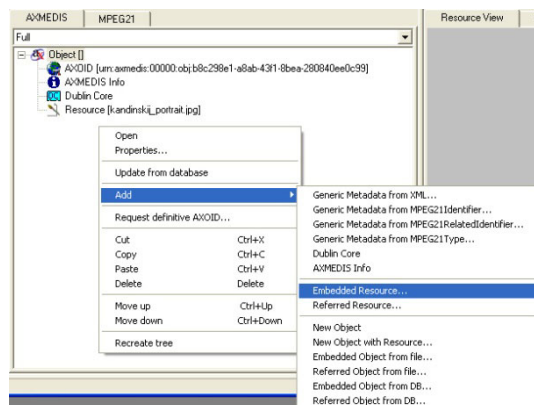 AXMEDIS
MPEG21
Resource View
Full
Object []
AXOID [urn:axmedis:00000:obj:b8c298e1-a8ab-43f1-8bea-280840ee0c99]
AXMEDIS Info
Dublin Core
Resource [kandinskij_portrait.jpg]
Open
Properties...
Update from database
Add
Request definitive AXOID...
Cut Ctrl+X
Copy Ctrl+C
Paste Ctrl+V
Delete Delete
Move up Ctrl+Up
Move down Ctrl+Down
Recreate tree
Generic Metadata from XML...
Generic Metadata from MPEG21Identifier...
Generic Metadata from MPEG21RelatedIdentifier...
Generic Metadata from MPEG21Type...
Dublin Core
AXMEDIS Info
Embedded Resource...
Referred Resource...
New Object
New Object with Resource...
Embedded Object from file...
Referred Object from file...
Embedded Object from DB...
Referred Object from DB...